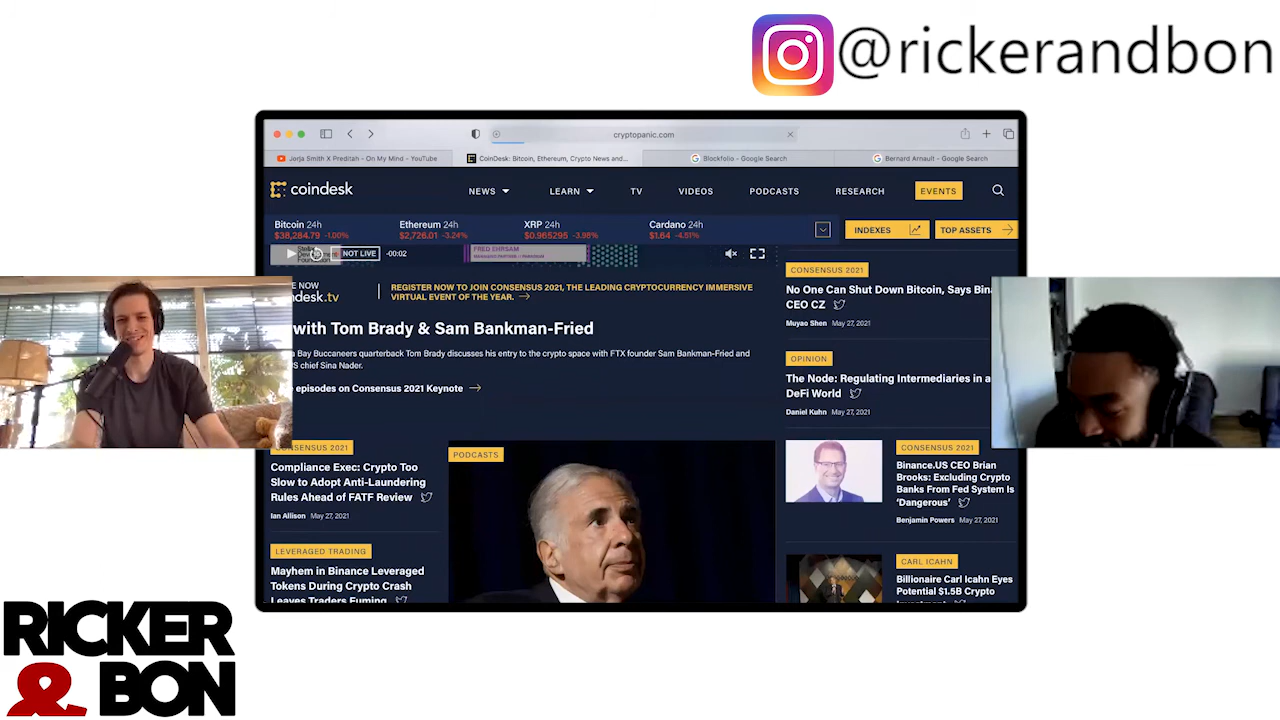 @rickerandbon
cryptopanic.com
Jorja Smith X Preditah - On My Mind - YouTube
CoinDesk: Bitcoin, Ethereum, Crypto News and...
Blockfolio - Google Search
Bernard Arnault - Google Search
coindesk
NEWS
LEARN
TV
VIDEOS
PODCASTS
RESEARCH
EVENTS
Bitcoin 24h
$38,284.79 -1.00%
Ethereum 24h
$2,726.01 -3.24%
XRP 24h
$0.965295 -3.98%
Cardano 24h
$1.64 -4.51%
INDEXES
TOP ASSETS
NOT LIVE
-00:02
FRED EHRSAM
E NOW
ndesk.tv
REGISTER NOW TO JOIN CONSENSUS 2021, THE LEADING CRYPTOCURRENCY IMMERSIVE
VIRTUAL EVENT OF THE YEAR.
with Tom Brady & Sam Bankman-Fried
a Bay Buccaneers quarterback Tom Brady discusses his entry to the crypto space with FTX founder Sam Bankman-Fried and
S chief Sina Nader.
episodes on Consensus 2021 Keynote
CONSENSUS 2021
No One Can Shut Down Bitcoin, Says Bina
CEO CZ
Muyao Shen May 27, 2021
OPINION
The Node: Regulating Intermediaries in a
DeFi World
Daniel Kuhn May 27, 2021
CONSENSUS 2021
Compliance Exec: Crypto Too
Slow to Adopt Anti-Laundering
Rules Ahead of FATF Review
Ian Allison May 27, 2021
LEVERAGED TRADING
Mayhem in Binance Leveraged
Tokens During Crypto Crash
Leaves Traders Fuming
PODCASTS
CONSENSUS 2021
Binance.US CEO Brian
Brooks: Excluding Crypto
Banks From Fed System Is
‘Dangerous’
Benjamin Powers May 27, 2021
CARL ICAHN
Billionaire Carl Icahn Eyes
Potential $1.5B Crypto
RICKER
& BON